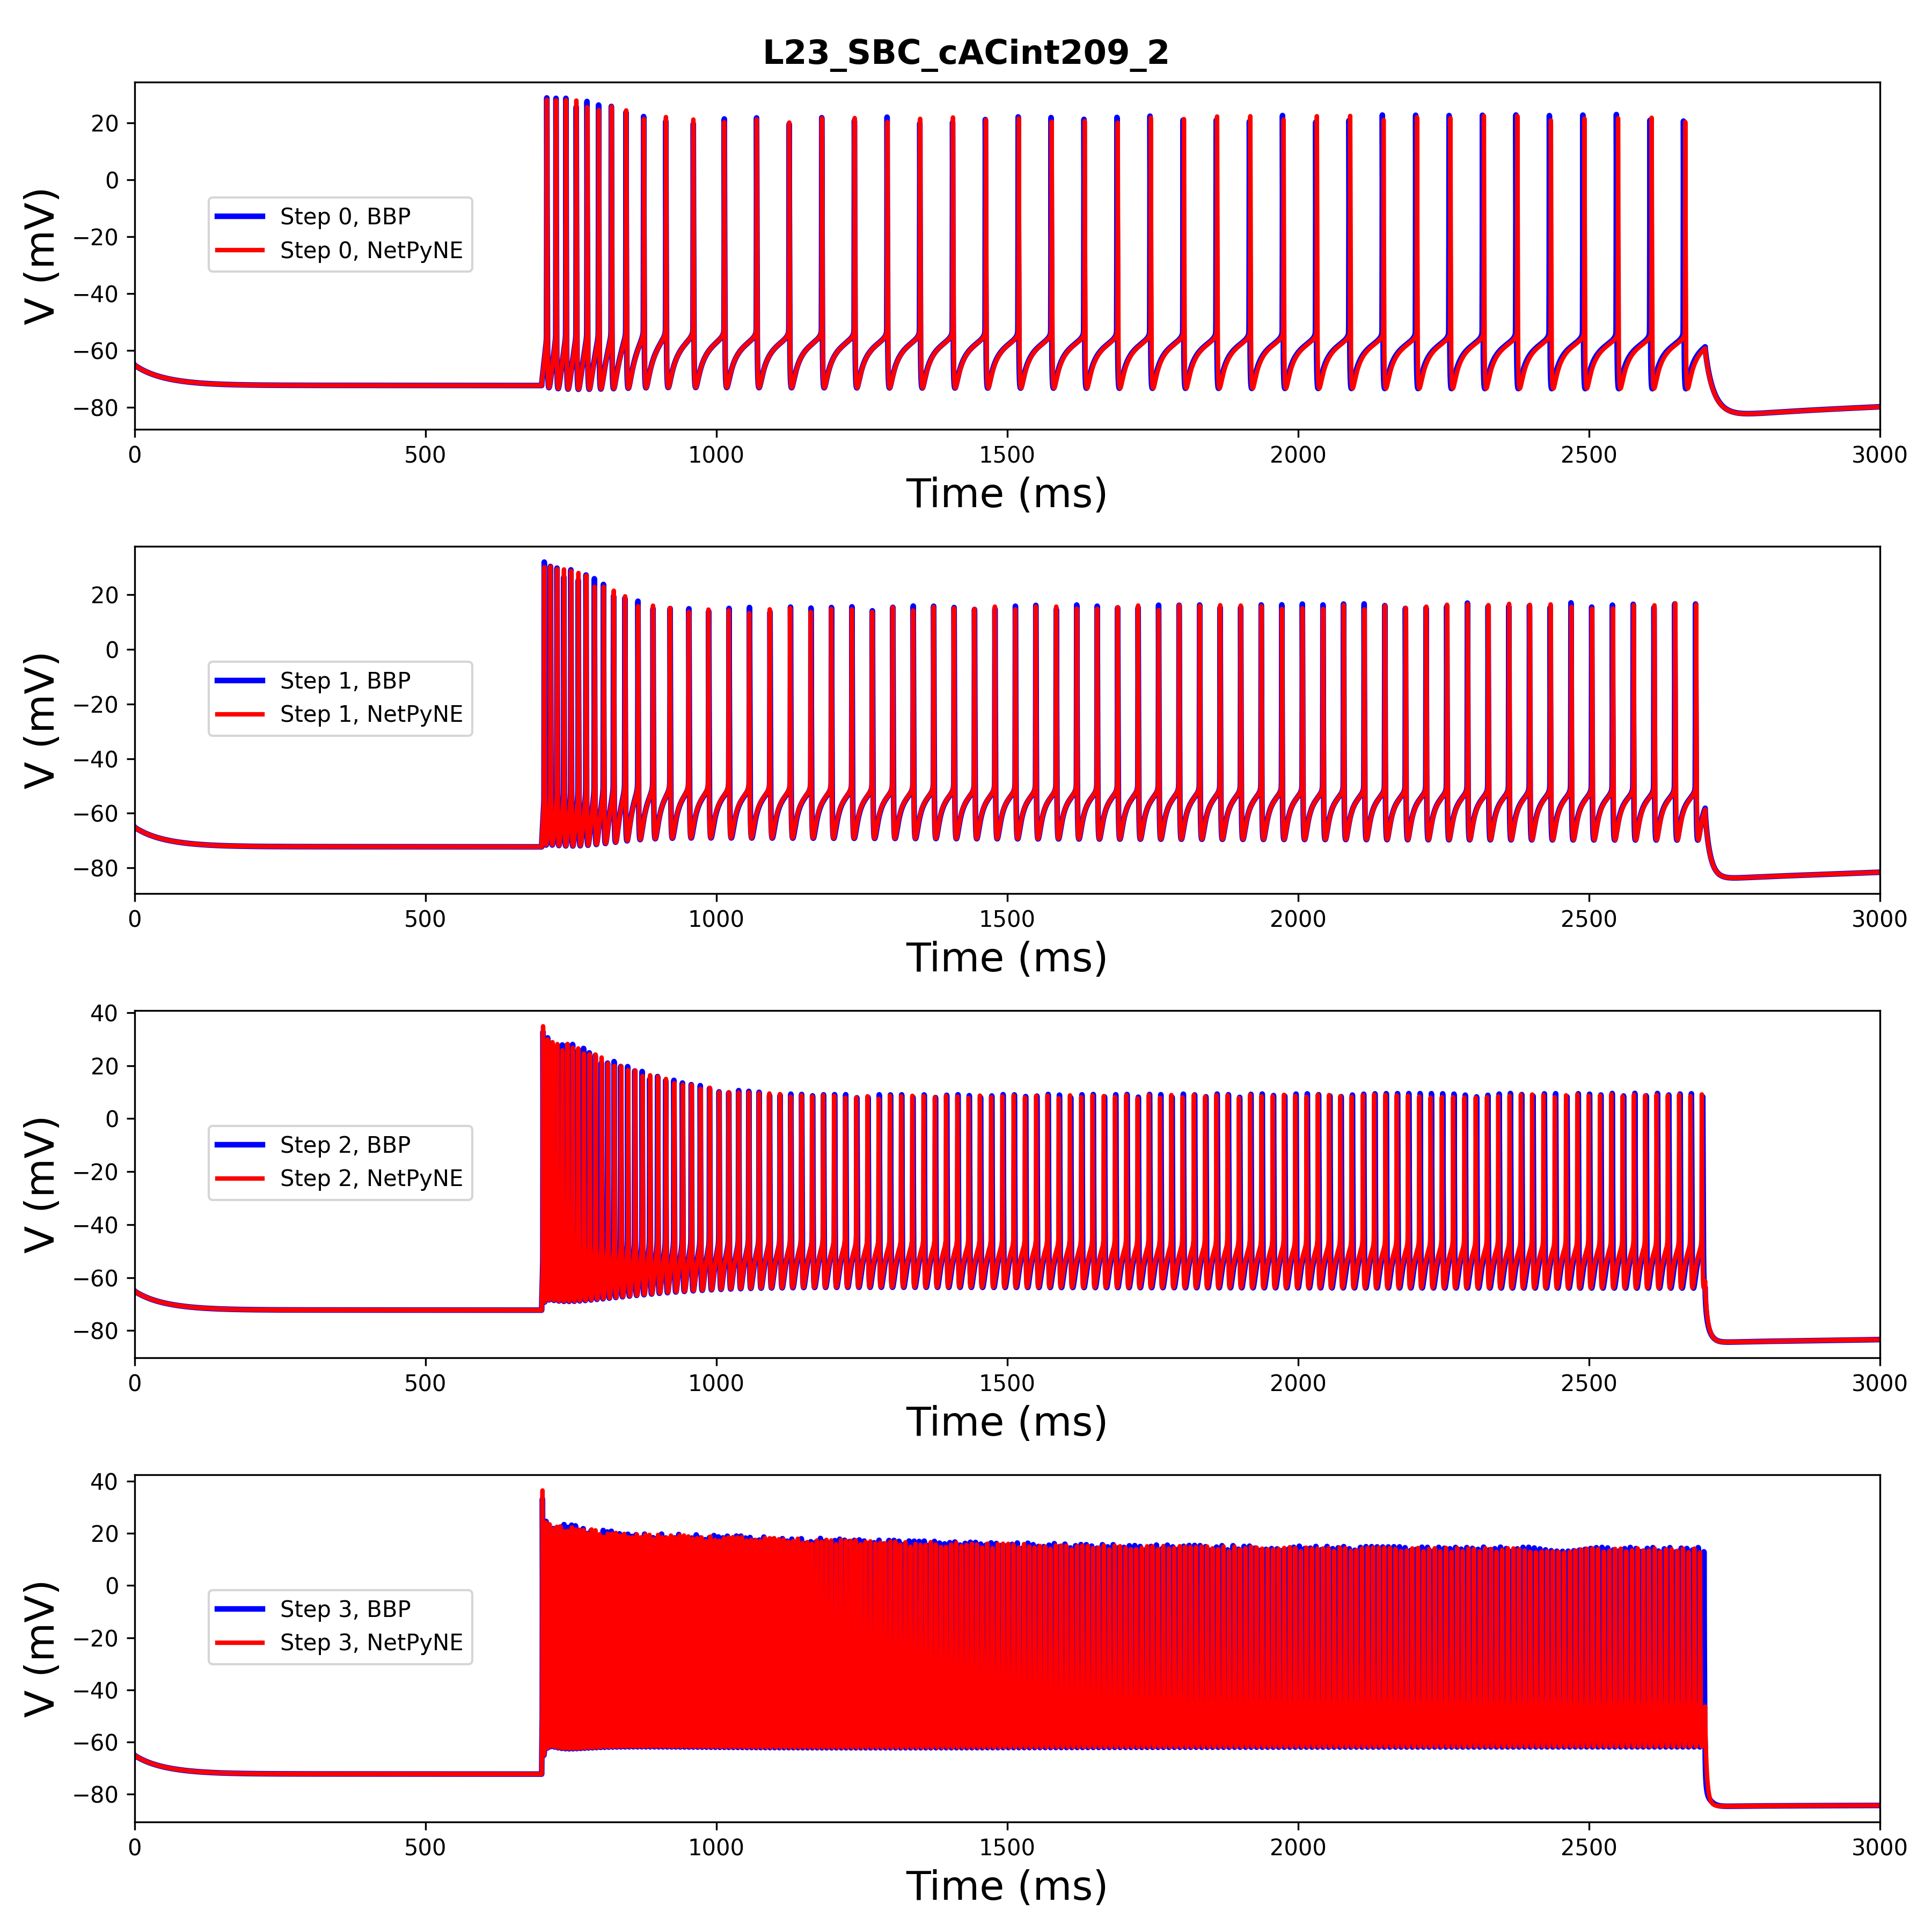 L23_SBC_cACint209_2
V (mV)
20
0
−20
−40
−60
−80
Step 0, BBP
Step 0, NetPyNE
0 500 1000 1500 2000 2500 3000
Time (ms)
V (mV)
20
0
−20
−40
−60
−80
Step 1, BBP
Step 1, NetPyNE
0 500 1000 1500 2000 2500 3000
Time (ms)
V (mV)
40
20
0
−20
−40
−60
−80
Step 2, BBP
Step 2, NetPyNE
0 500 1000 1500 2000 2500 3000
Time (ms)
V (mV)
40
20
0
−20
−40
−60
−80
Step 3, BBP
Step 3, NetPyNE
0 500 1000 1500 2000 2500 3000
Time (ms)